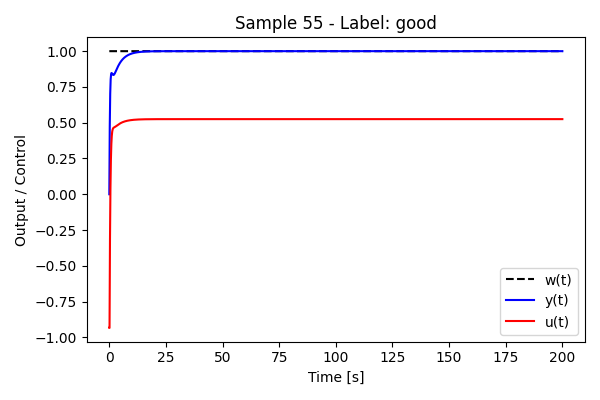 Sample 55 - Label: good
1.00
0.75
0.50
0.25
0.00
−0.25
−0.50
−0.75
−1.00
Output / Control
w(t)
y(t)
u(t)
0 25 50 75 100 125 150 175 200
Time [s]